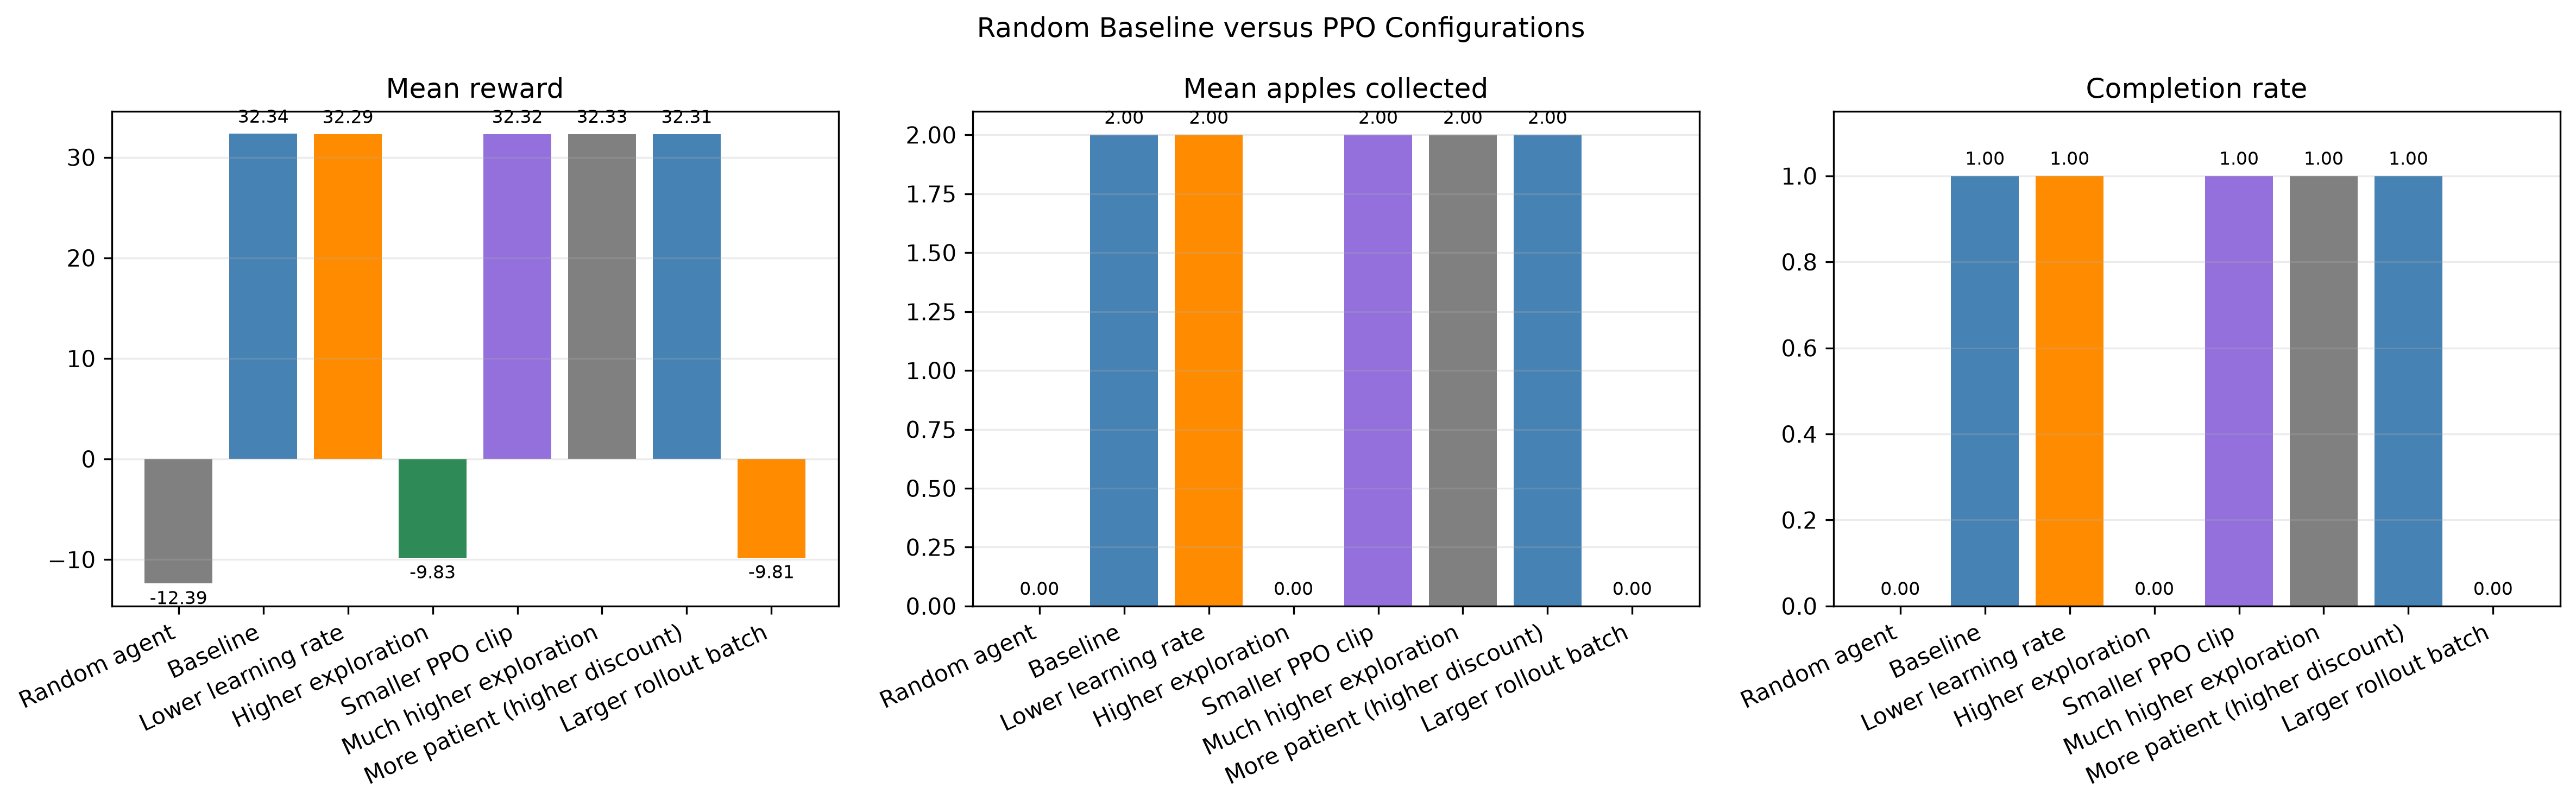 Random Baseline versus PPO Configurations
Mean reward
32.34
32.29
32.32
32.33
32.31
-9.83
-9.81
-12.39
30
20
10
0
−10
Random agent
Baseline
Lower learning rate
Higher exploration
Smaller PPO clip
Much higher exploration
More patient (higher discount)
Larger rollout batch
Mean apples collected
2.00
2.00
2.00
2.00
2.00
0.00
0.00
0.00
2.00
1.75
1.50
1.25
1.00
0.75
0.50
0.25
0.00
Random agent
Baseline
Lower learning rate
Higher exploration
Smaller PPO clip
Much higher exploration
More patient (higher discount)
Larger rollout batch
Completion rate
1.00
1.00
1.00
1.00
1.00
0.00
0.00
0.00
1.0
0.8
0.6
0.4
0.2
0.0
Random agent
Baseline
Lower learning rate
Higher exploration
Smaller PPO clip
Much higher exploration
More patient (higher discount)
Larger rollout batch